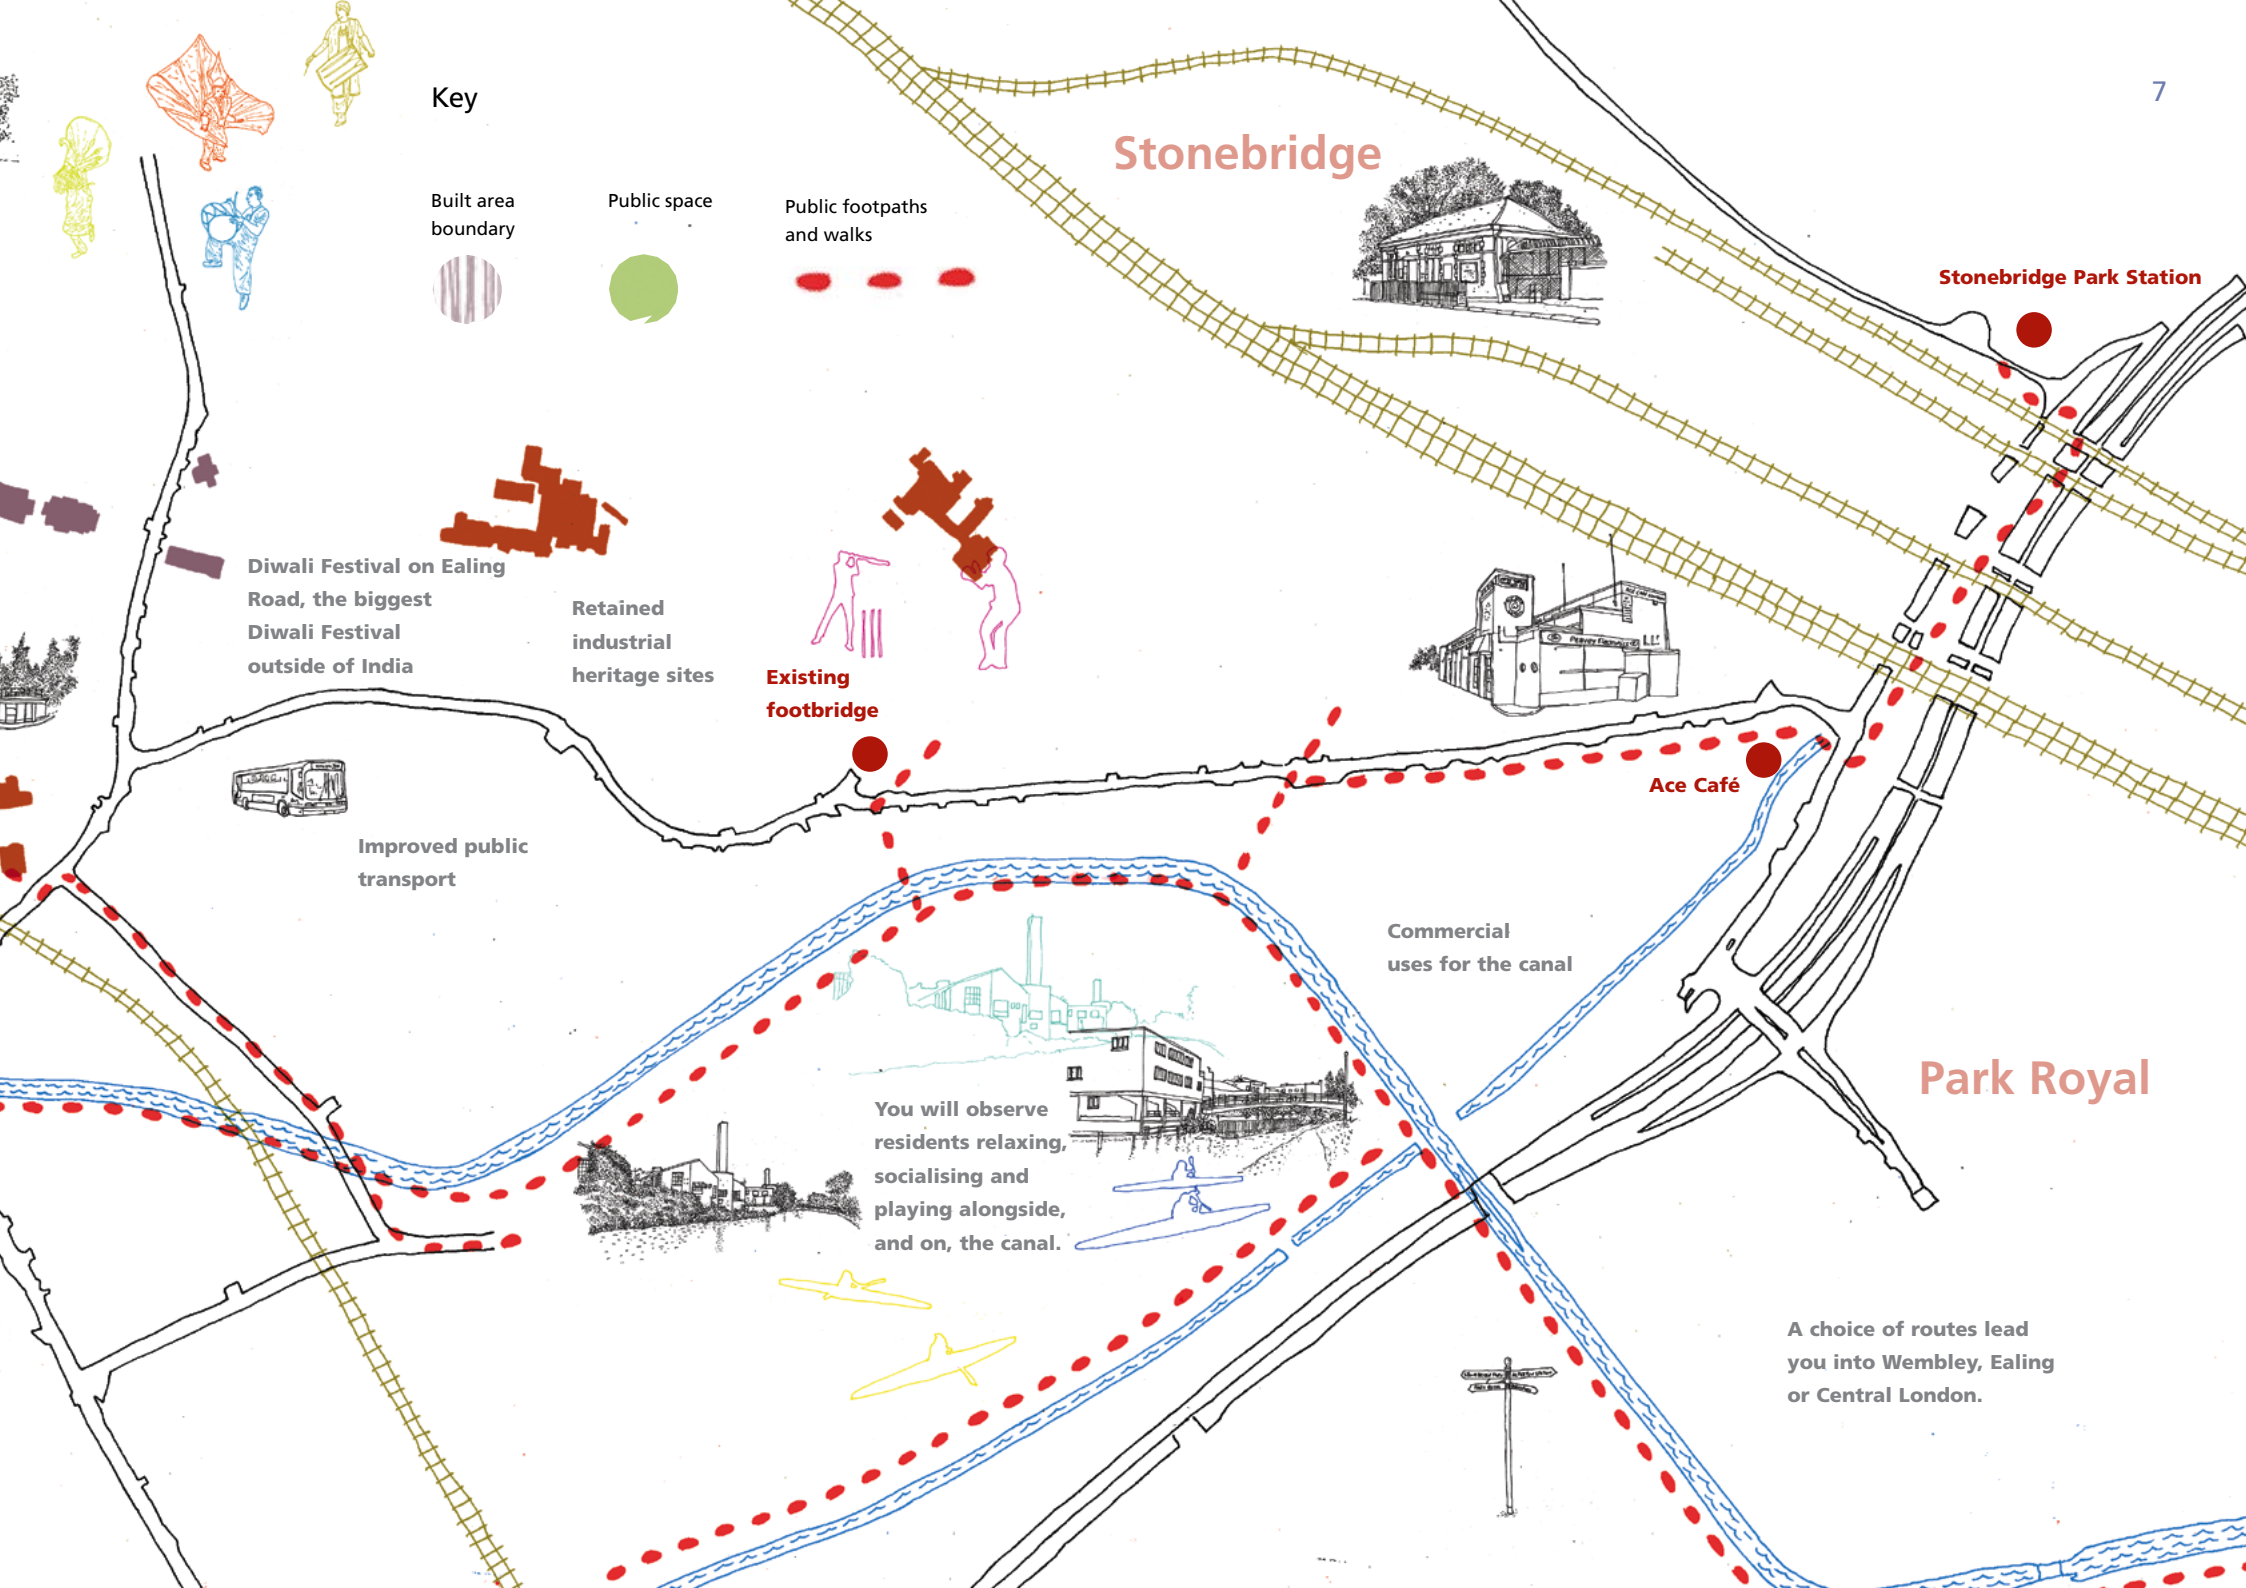 7
Key
Built area
boundary
Public space
Public footpaths
and walks
Stonebridge
Stonebridge Park Station
Diwali Festival on Ealing
Road, the biggest
Diwali Festival
outside of India
Retained
industrial
heritage sites
Existing
footbridge
Ace Café
Improved public
transport
Commercial
uses for the canal
Park Royal
You will observe
residents relaxing,
socialising and
playing alongside,
and on, the canal.
A choice of routes lead
you into Wembley, Ealing
or Central London.